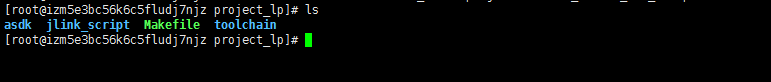 [root@izm5e3bc56k6c5fludj7njz project_lp]# ls
asdk jlink_script Makefile toolchain
[root@izm5e3bc56k6c5fludj7njz project_lp]#